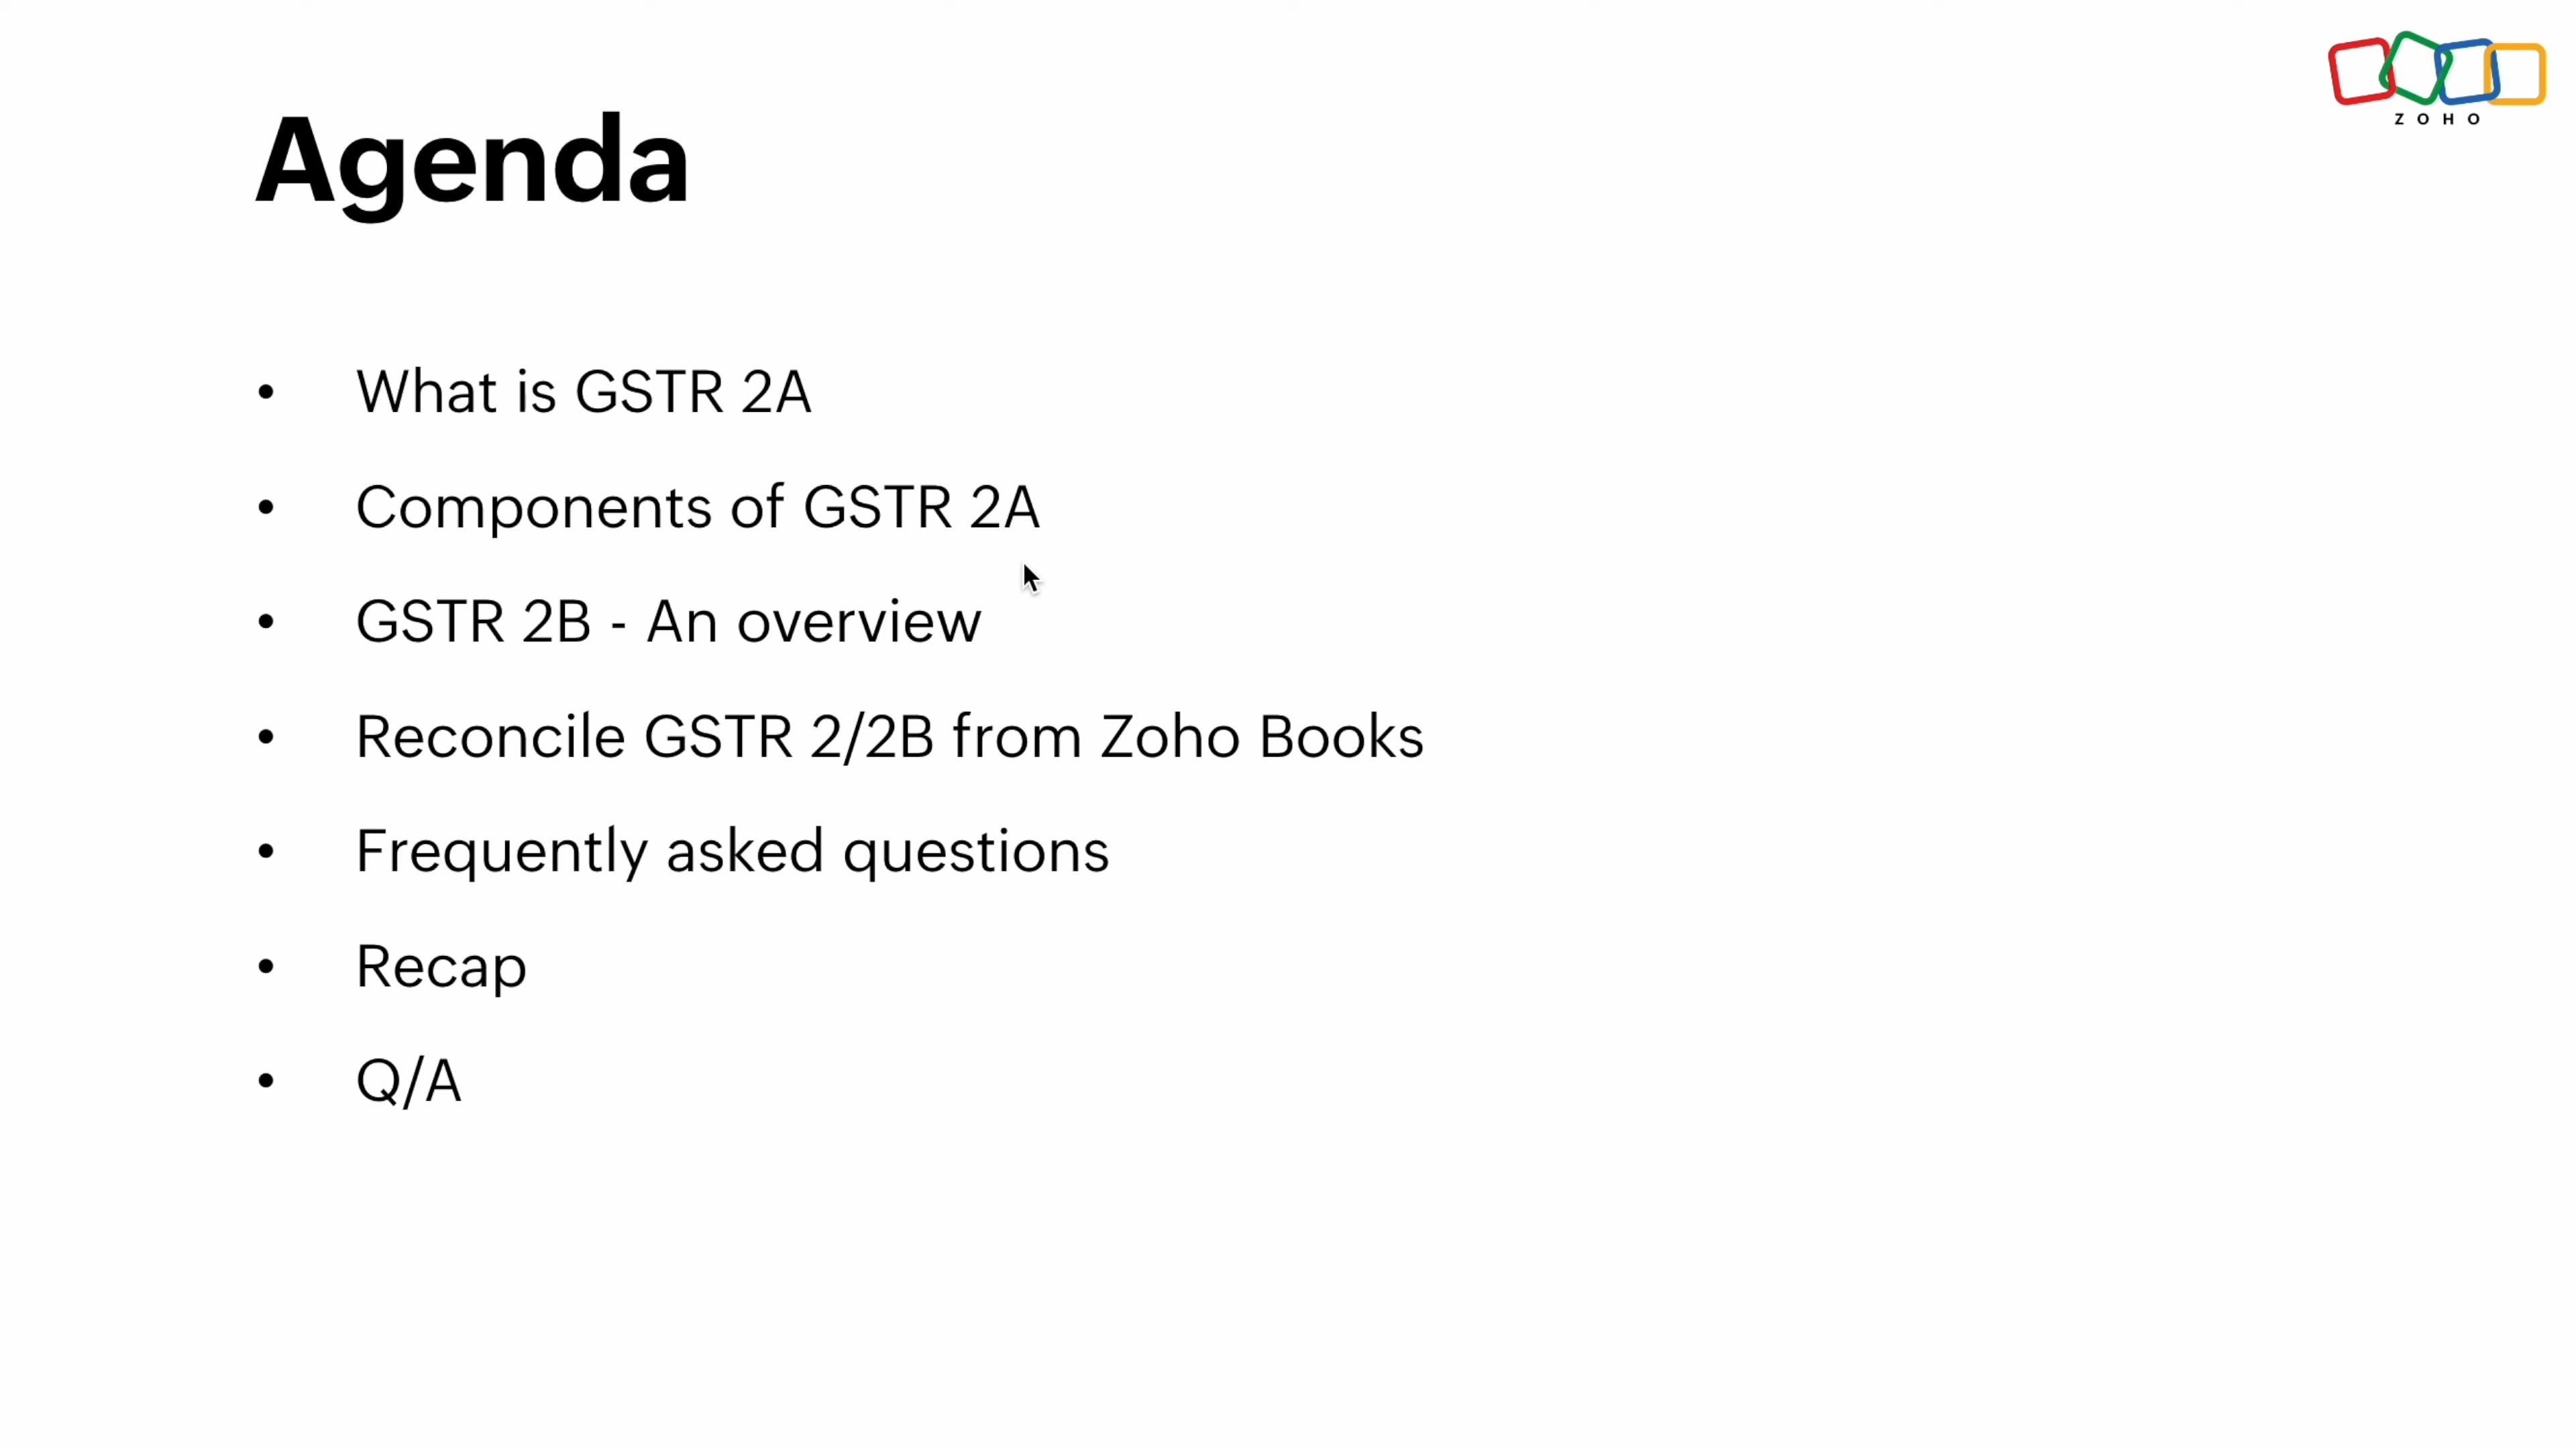 ZOHO
Agenda
• What is GSTR 2A
• Components of GSTR 2A
• GSTR 2B - An overview
• Reconcile GSTR 2/2B from Zoho Books
• Frequently asked questions
• Recap
• Q/A